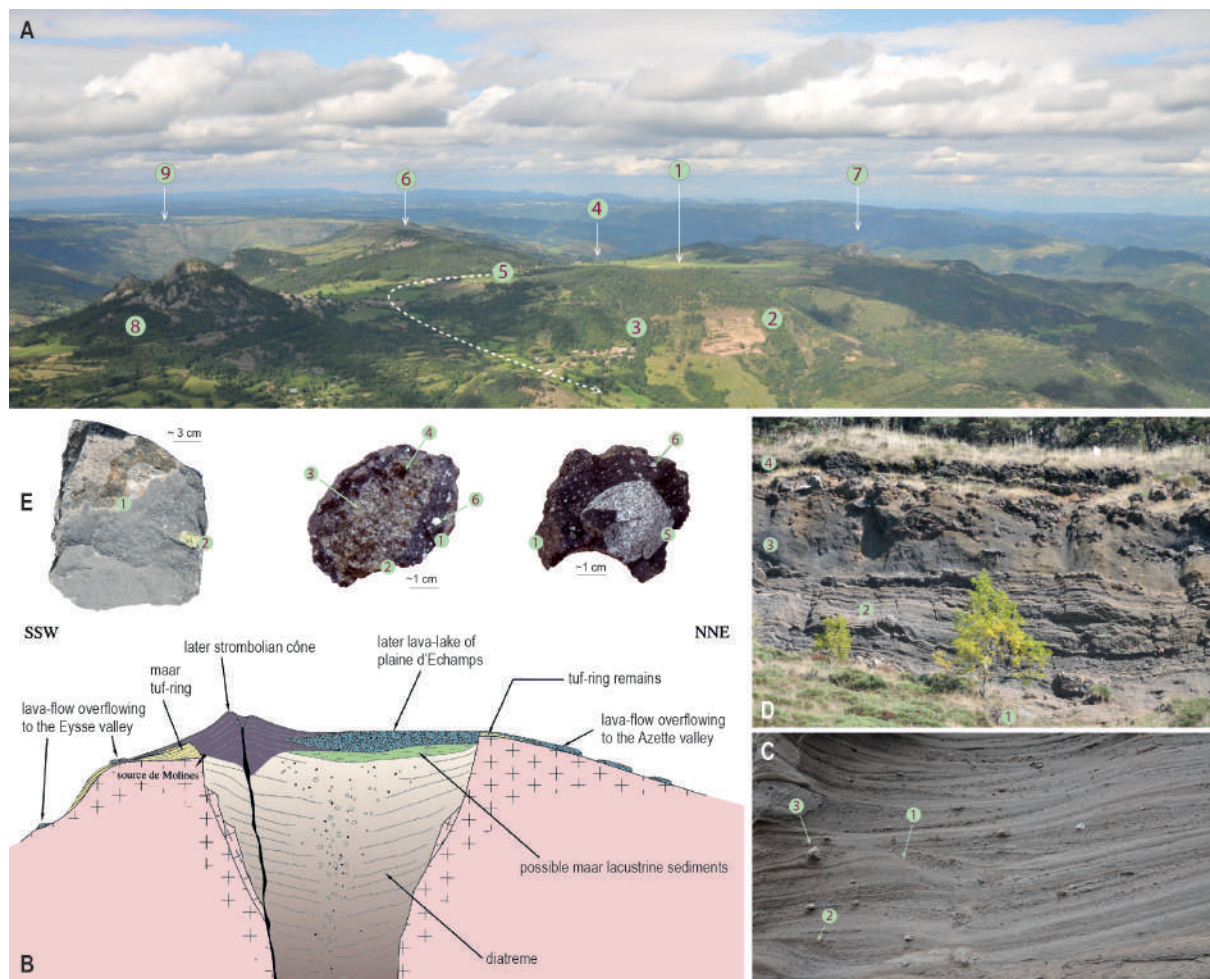 A
9
6
1
7
4
5
8
3
2
E
~ 3 cm
1
2
4
3
6
1
2
~1 cm
6
1
5
~1 cm
4
3
2
1
D
SSW
NNE
later strombolian cône
later lava-lake of
plaine d'Echamps
maar
tuf-ring
tuf-ring remains
lava-flow overflowing
to the Eysse valley
lava-flow overflowing
to the Azette valley
source de Molines
possible maar lacustrine sediments
diatreme
B
C
1
3
2